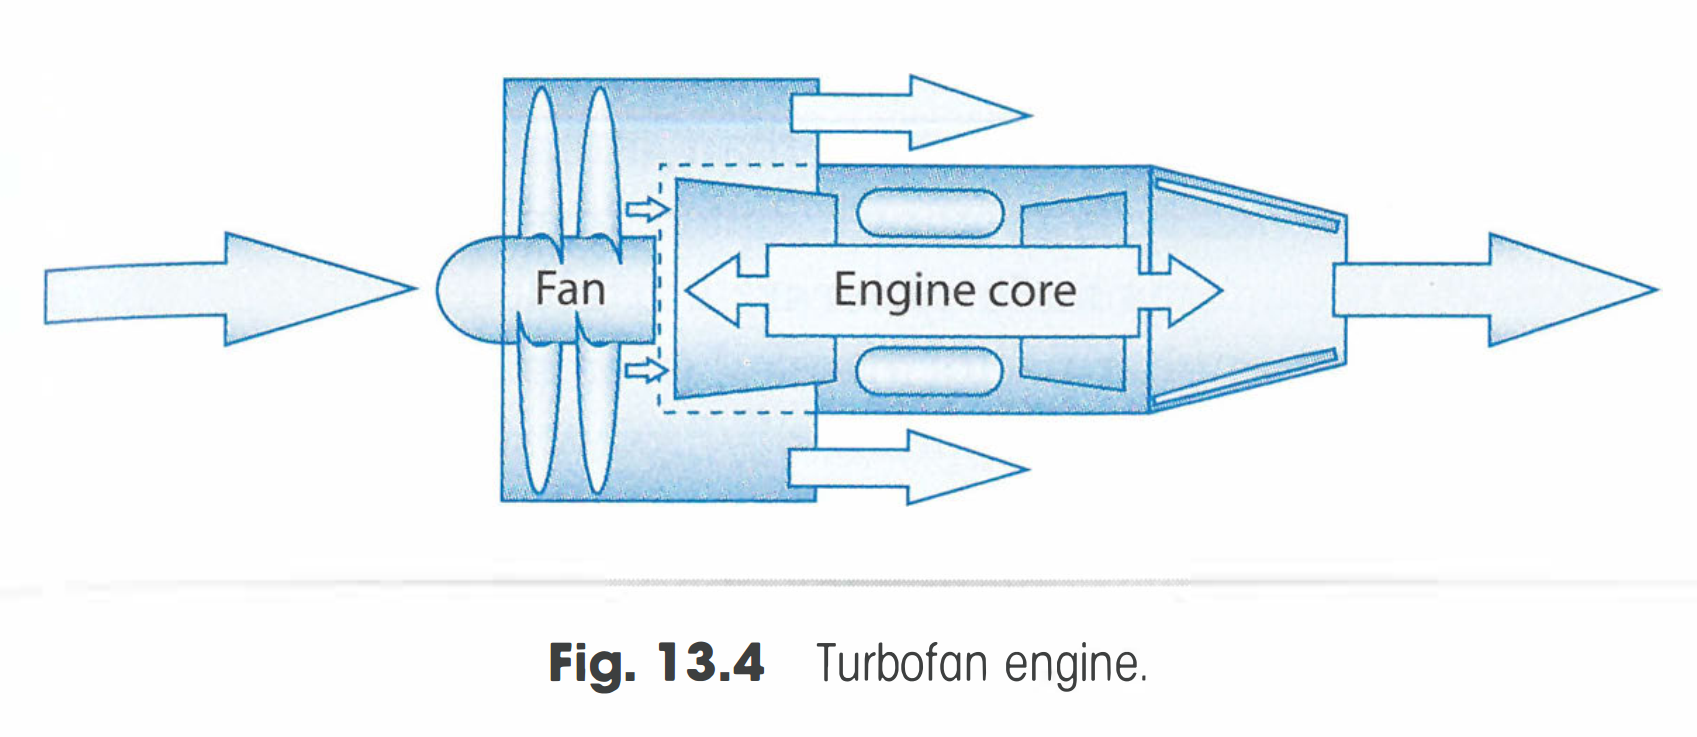 Fan
Engine core
Fig. 13.4 Turbofan engine.